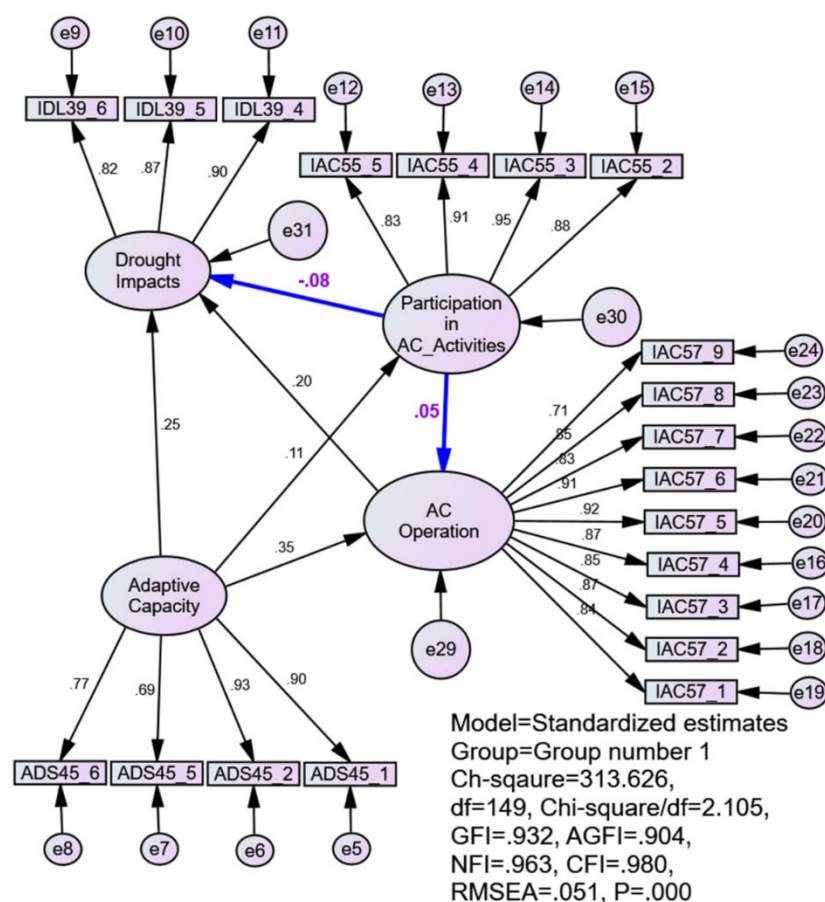 e9
e10
e11
IDL39_6
IDL39_5
IDL39_4
e12
e13
e14
e15
IAC55_5
IAC55_4
IAC55_3
IAC55_2
.82
.87
.90
.83
.91
.95
.88
e31
Drought
Impacts
-.08
Participation
in
AC_Activities
e30
IAC57_9
e24
IAC57_8
e23
IAC57_7
e22
IAC57_6
e21
IAC57_5
e20
IAC57_4
e16
IAC57_3
e17
IAC57_2
e18
IAC57_1
e19
.20
.05
.71
.85
.83
.91
.92
.87
.85
.87
.84
.25
.11
AC
Operation
.35
Adaptive
Capacity
e29
.77
.69
.93
.90
ADS45_6
ADS45_5
ADS45_2
ADS45_1
e8
e7
e6
e5
Model=Standardized estimates
Group=Group number 1
Ch-sqaure=313.626,
df=149, Chi-square/df=2.105,
GFI=.932, AGFI=.904,
NFI=.963, CFI=.980,
RMSEA=.051, P=.000